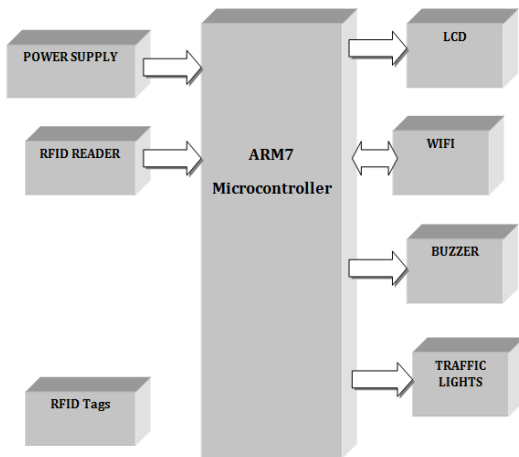 POWER SUPPLY
RFID READER
RFID Tags
ARM7
Microcontroller
LCD
WIFI
BUZZER
TRAFFIC
LIGHTS